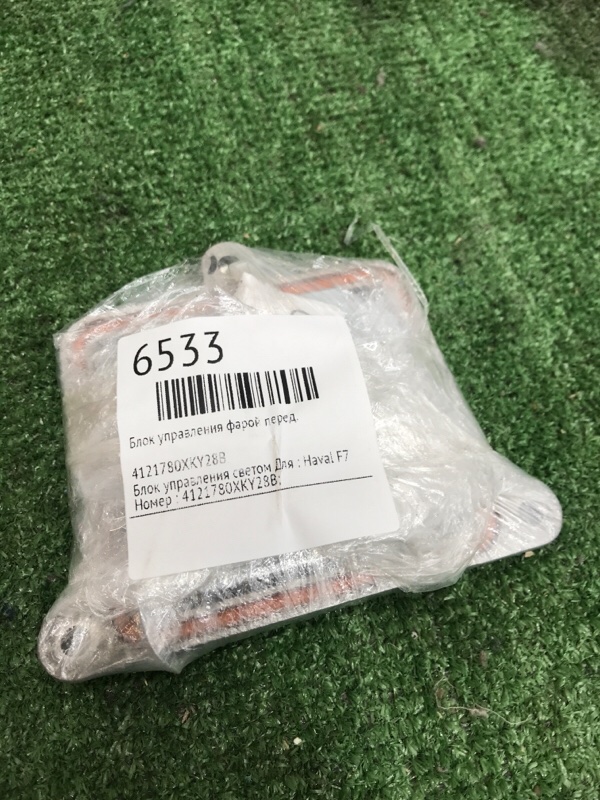 6533
Блок управления фарой перед.
4121780XKY28B
Блок управления светом Для : Haval F7
Номер : 4121780XKY28B;